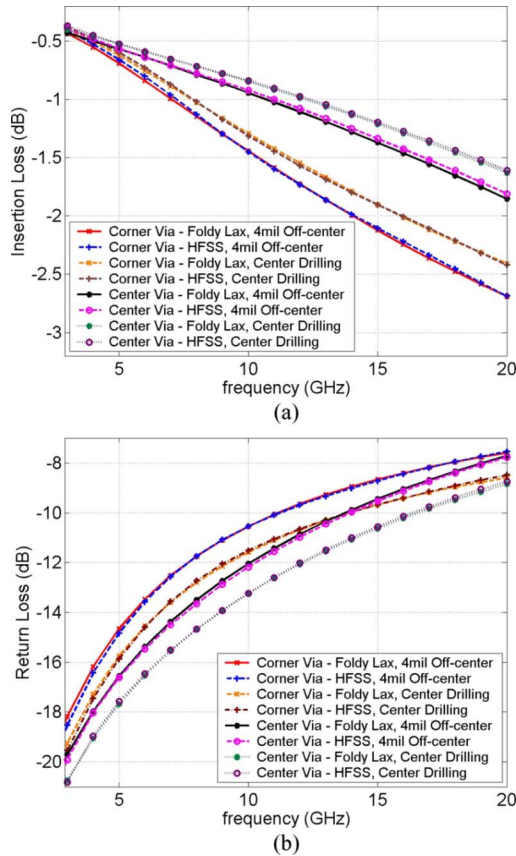 -0.5
-1
-1.5
-2
-2.5
-3
Insertion Loss (dB)
Corner Via - Foldy Lax, 4mil Off-center
Corner Via - HFSS, 4mil Off-center
Corner Via - Foldy Lax, Center Drilling
Corner Via - HFSS, Center Drilling
Center Via - Foldy Lax, 4mil Off-center
Center Via - HFSS, 4mil Off-center
Center Via - Foldy Lax, Center Drilling
Center Via - HFSS, Center Drilling
5 10 15 20
frequency (GHz)
(a)
-8
-10
-12
-14
-16
-18
-20
Return Loss (dB)
Corner Via - Foldy Lax, 4mil Off-center
Corner Via - HFSS, 4mil Off-center
Corner Via - Foldy Lax, Center Drilling
Corner Via - HFSS, Center Drilling
Center Via - Foldy Lax, 4mil Off-center
Center Via - HFSS, 4mil Off-center
Center Via - Foldy Lax, Center Drilling
Center Via - HFSS, Center Drilling
5 10 15 20
frequency (GHz)
(b)